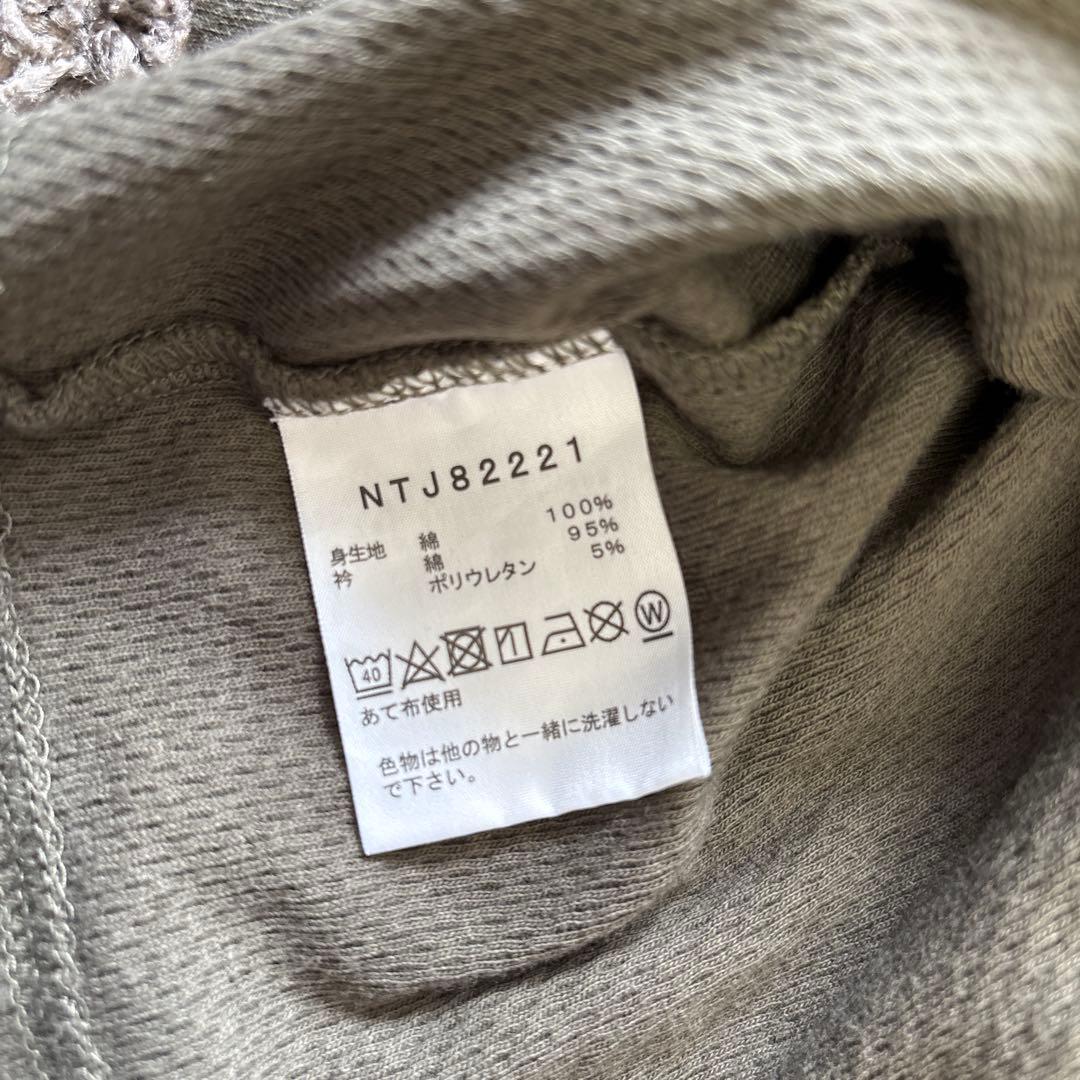 NTJ82221
身生地 綿 100%
衿 綿 95%
ポリウレタン 5%
40 W
あて布使用
色物は他の物と一緒に洗濯しない
で下さい。